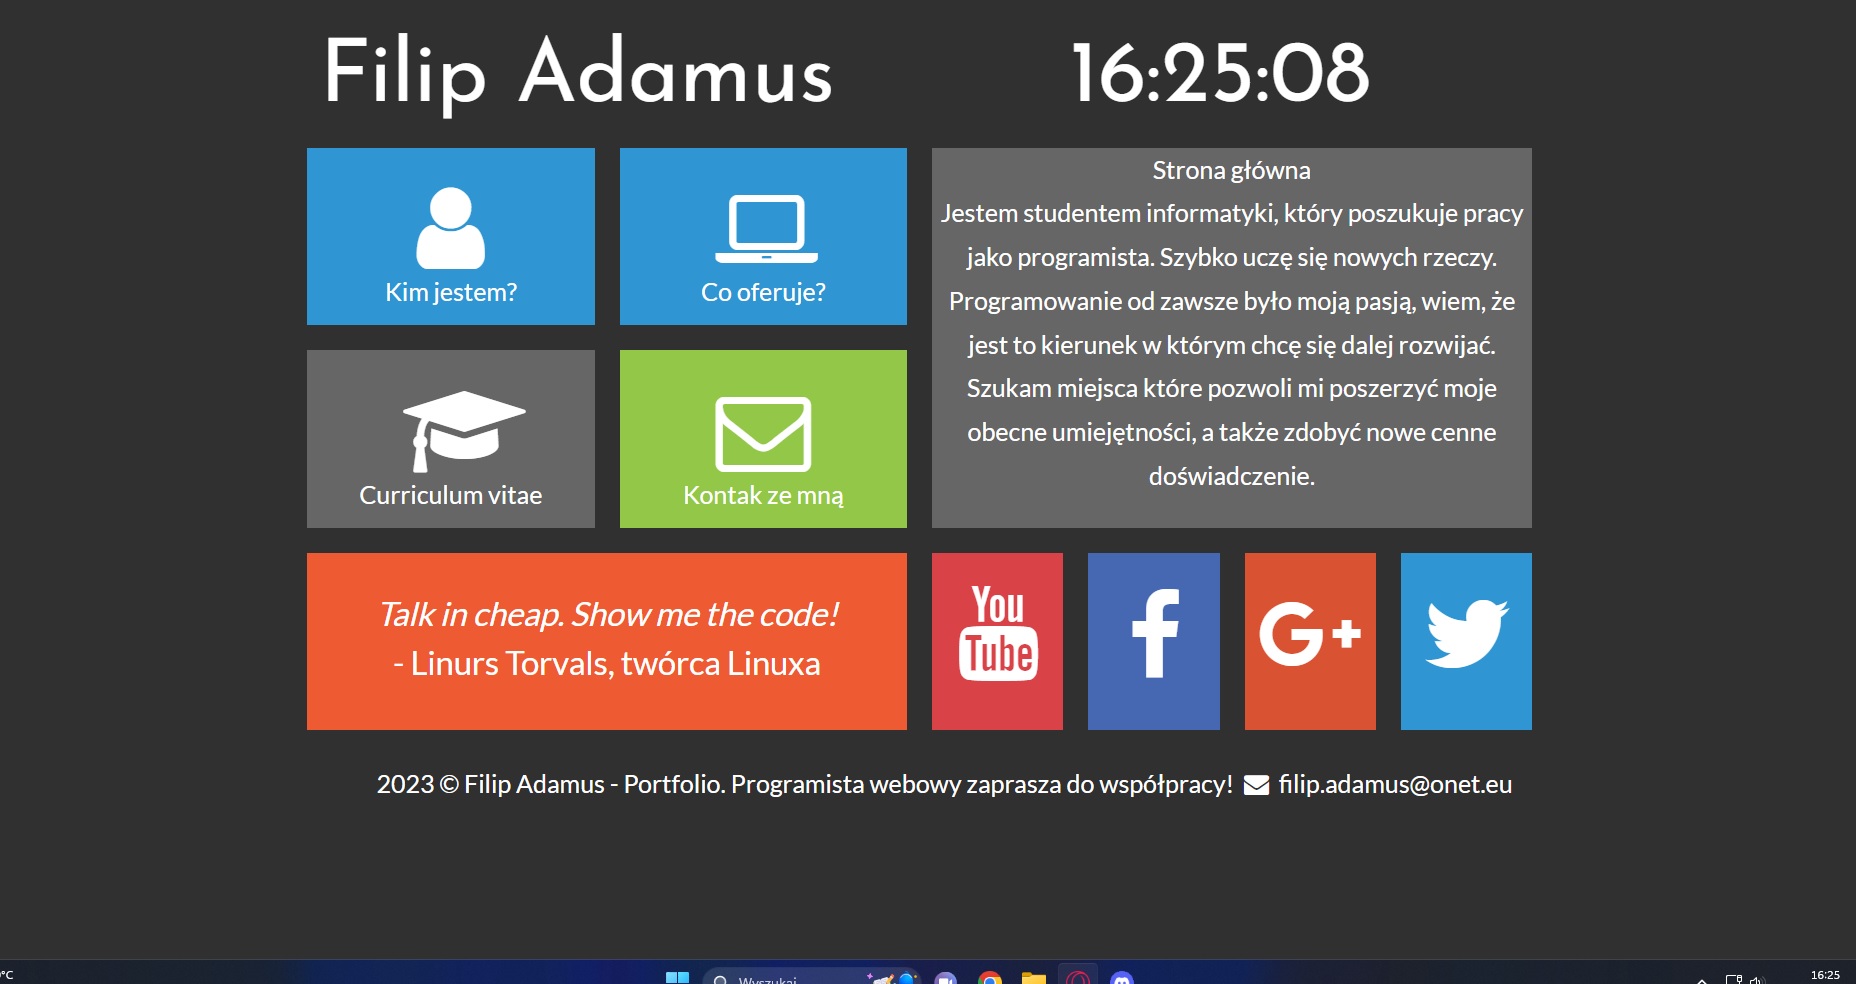 Filip Adamus
16:25:08
Kim jestem?
Co oferuje?
Strona główna
Jestem studentem informatyki, który poszukuje pracy
jako programista. Szybko uczę się nowych rzeczy.
Programowanie od zawsze było moją pasją, wiem, że
jest to kierunek w którym chcę się dalej rozwijać.
Szukam miejsca które pozwoli mi poszerzyć moje
obecne umiejętności, a także zdobyć nowe cenne
doświadczenie.
Curriculum vitae
Kontak ze mną
Talk in cheap. Show me the code!
- Linurs Torvals, twórca Linuxa
You
Tube
f
G+
2023 © Filip Adamus - Portfolio. Programista webowy zaprasza do współpracy! filip.adamus@onet.eu
°C
Wyszukaj
16:25